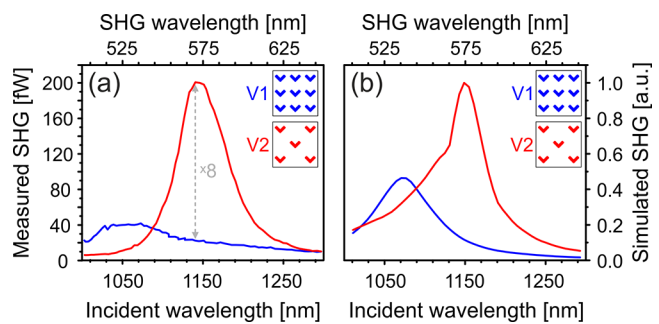 SHG wavelength [nm] SHG wavelength [nm]
525 575 625 525 575 625
Measured SHG [fW]
200
160
120
80
40
0
(a)
V1
V2
×8
1050 1150 1250
Incident wavelength [nm]
(b)
V1
V2
1.0
0.8
0.6
0.4
0.2
0.0
Simulated SHG [a.u.]
1050 1150 1250
Incident wavelength [nm]